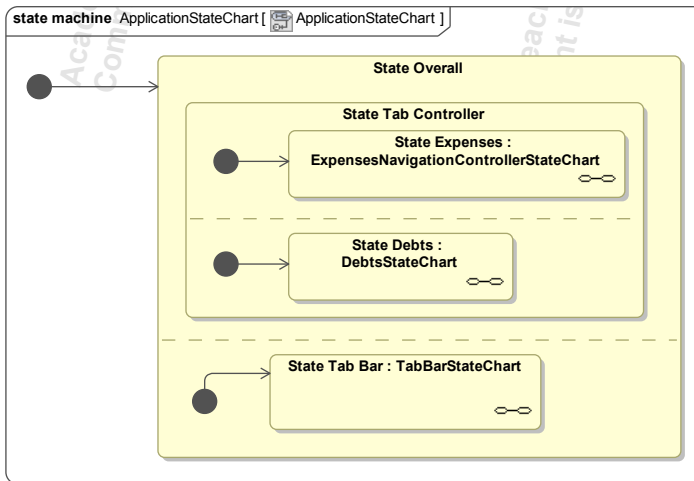 state machine ApplicationStateChart [ ApplicationStateChart ]
State Overall
State Tab Controller
State Expenses :
ExpensesNavigationControllerStateChart
State Debts :
DebtsStateChart
State Tab Bar : TabBarStateChart